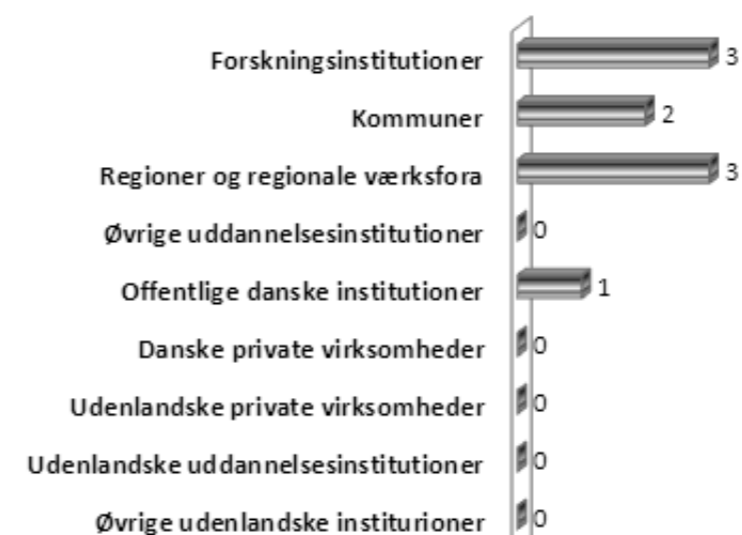 Forskningsinstitutioner 3
Kommuner 2
Regioner og regionale værksfora 3
Øvrige uddannelsesinstitutioner 0
Offentlige danske institutioner 1
Danske private virksomheder 0
Udenlandske private virksomheder 0
Udenlandske uddannelsesinstitutioner 0
Øvrige udenlandske institurioner 0